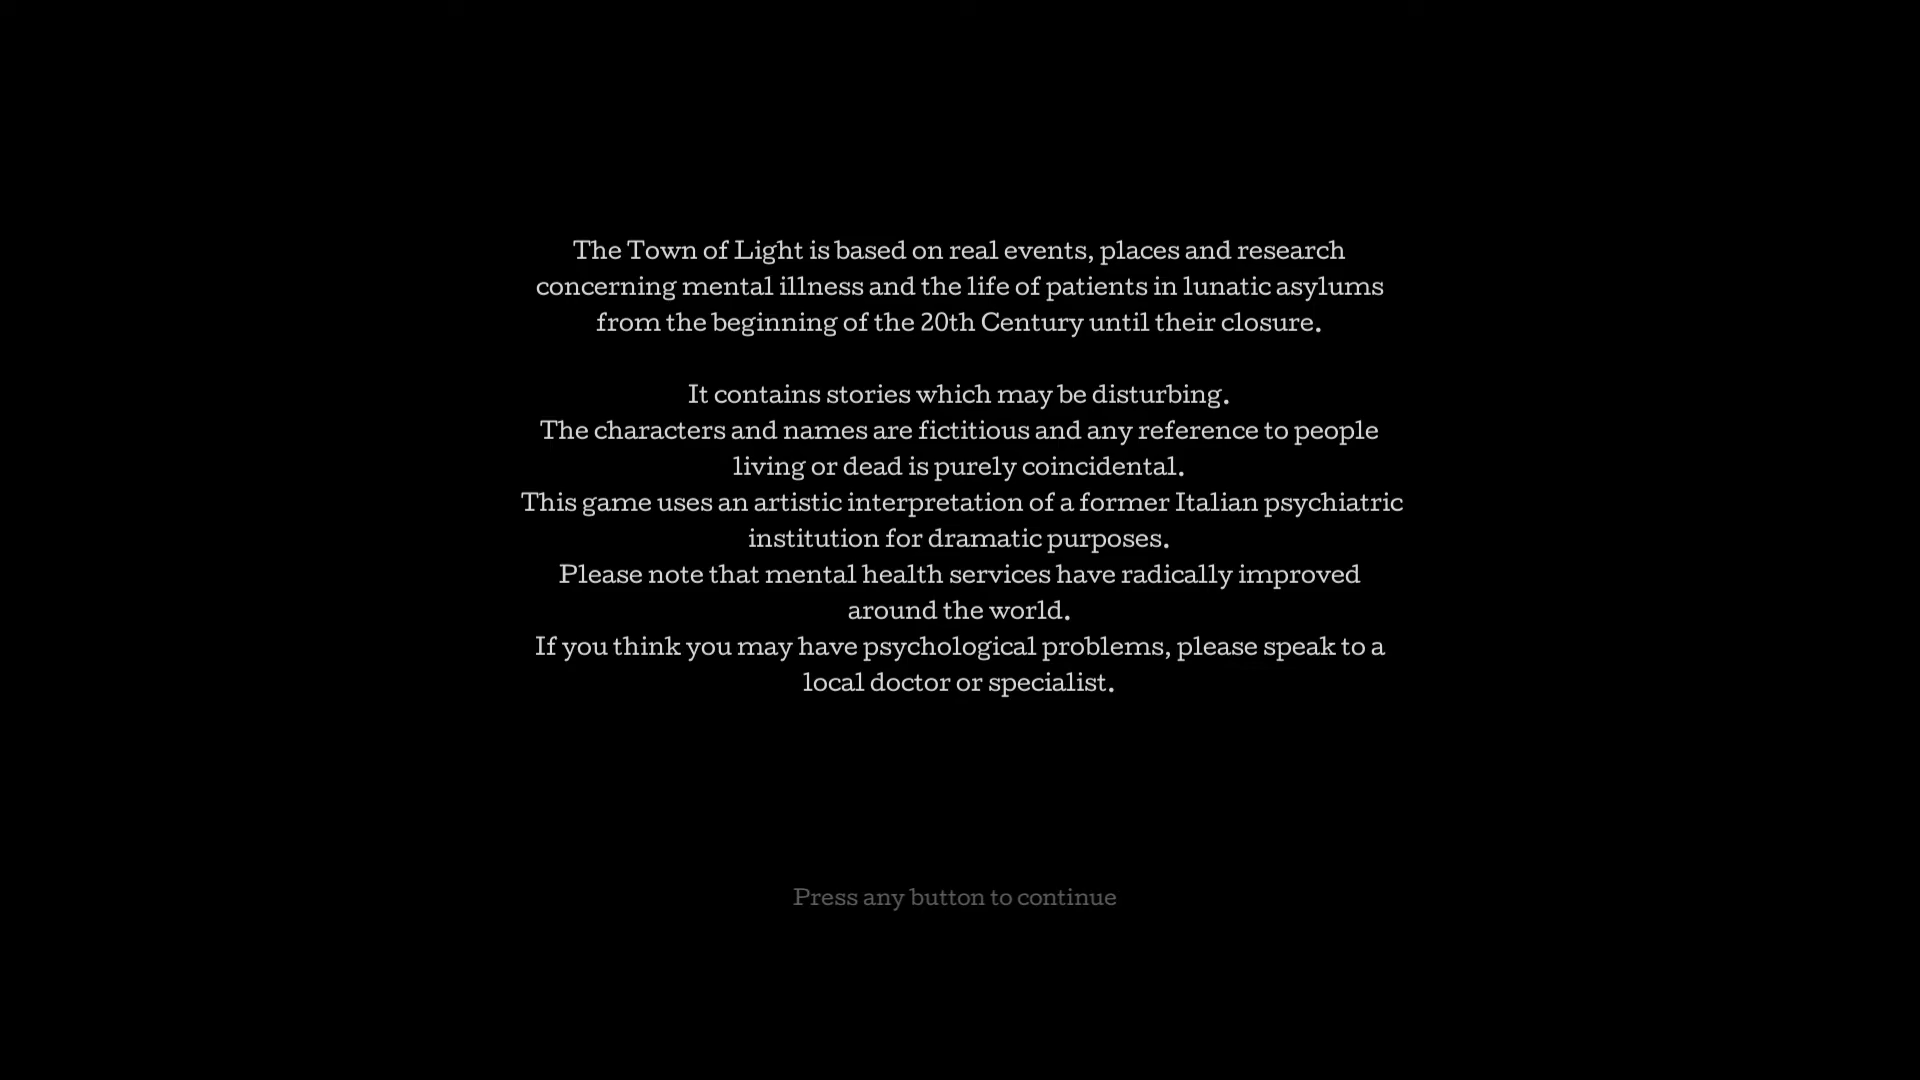 The Town of Light is based on real events, places and research
concerning mental illness and the life of patients in lunatic asylums
from the beginning of the 20th Century until their closure.
It contains stories which may be disturbing.
The characters and names are fictitious and any reference to people
living or dead is purely coincidental.
This game uses an artistic interpretation of a former Italian psychiatric
institution for dramatic purposes.
Please note that mental health services have radically improved
around the world.
If you think you may have psychological problems, please speak to a
local doctor or specialist.
Press any button to continue